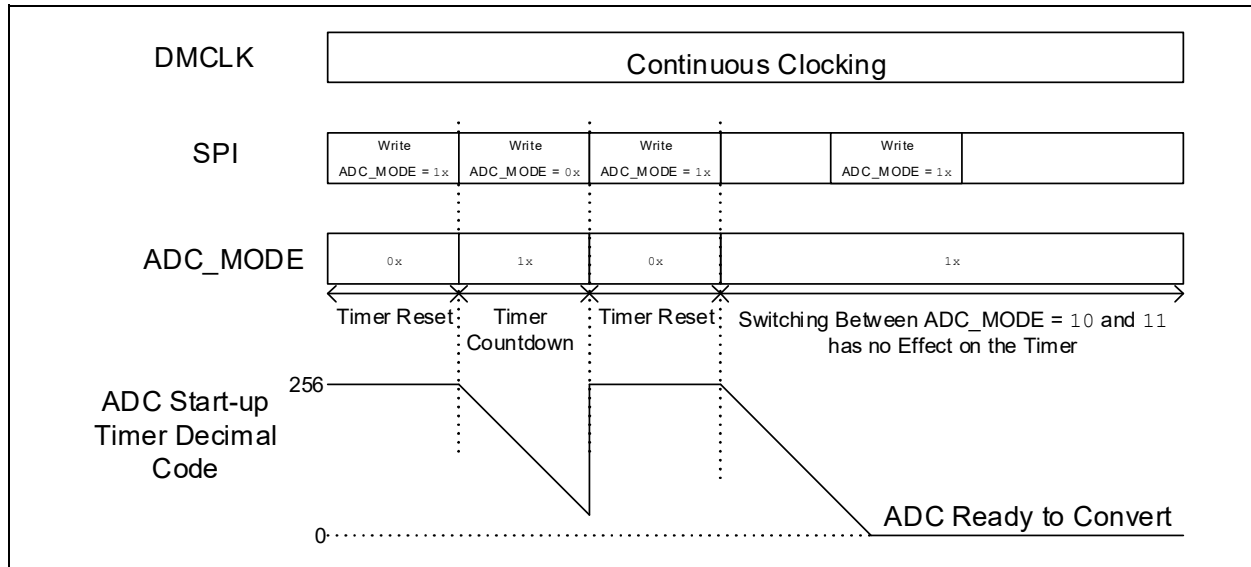 DMCLK
Continuous Clocking
SPI
Write
ADC_MODE = 1x
Write
ADC_MODE = 0x
Write
ADC_MODE = 1x
Write
ADC_MODE = 1x
ADC_MODE
0x
1x
0x
1x
Timer Reset
Timer
Countdown
Timer Reset
Switching Between ADC_MODE = 10 and 11
has no Effect on the Timer
ADC Start-up
Timer Decimal
Code
256
0
ADC Ready to Convert